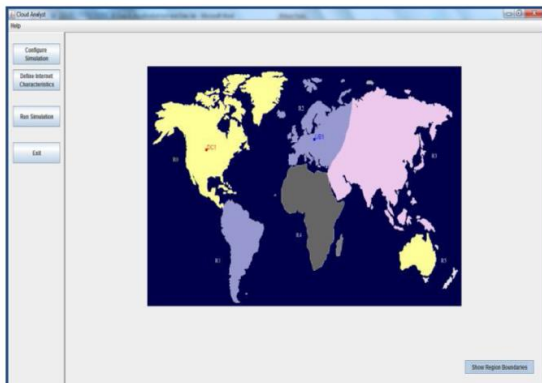 Cloud Analyst
Help
Configure
Simulation
Define Internet
Characteristics
Run Simulation
Exit
R2
R0
DC1
UB1
R3
R4
R1
R5
Show Region Boundaries